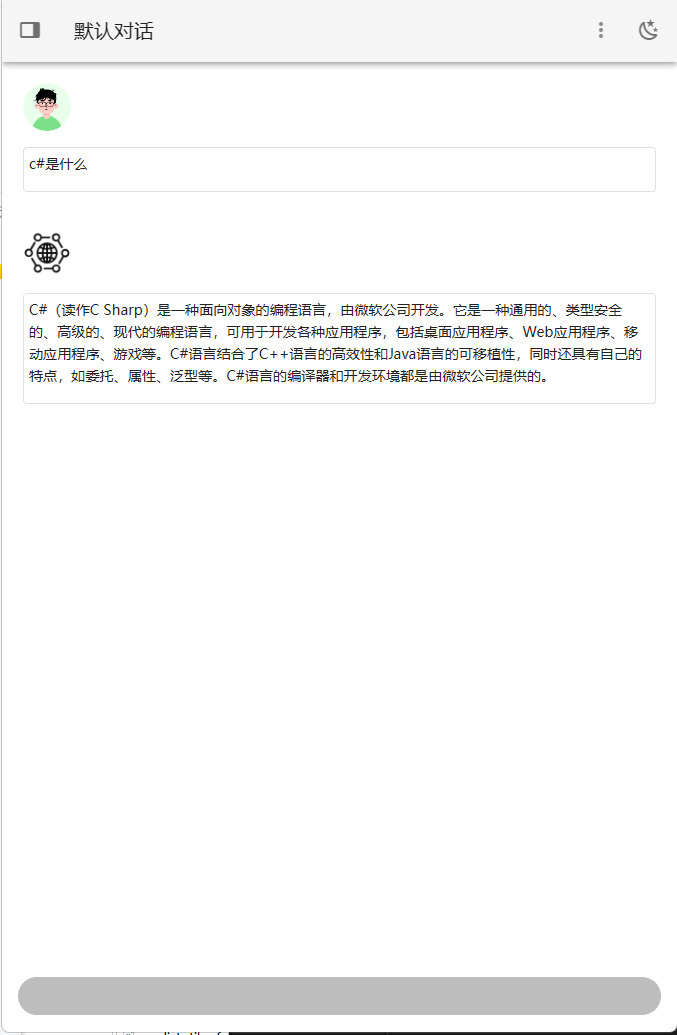 默认对话
c#是什么
C#（读作C Sharp）是一种面向对象的编程语言，由微软公司开发。它是一种通用的、类型安全
的、高级的、现代的编程语言，可用于开发各种应用程序，包括桌面应用程序、Web应用程序、移
动应用程序、游戏等。C#语言结合了C++语言的高效性和Java语言的可移植性，同时还具有自己的
特点，如委托、属性、泛型等。C#语言的编译器和开发环境都是由微软公司提供的。